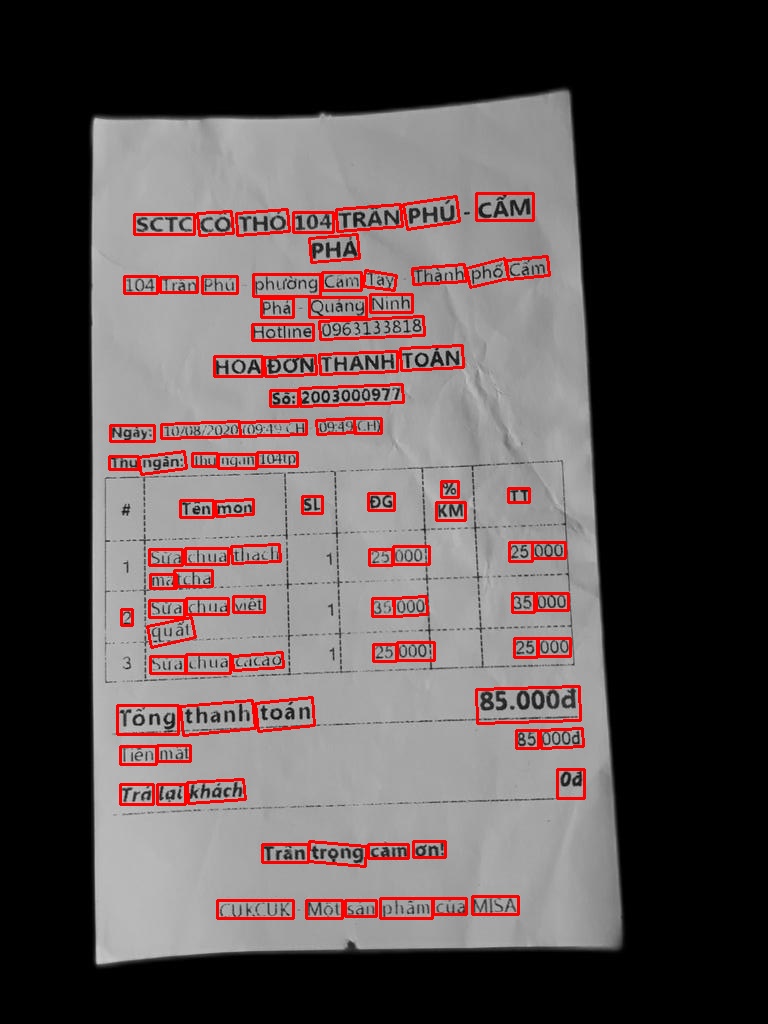 SCTC CÔ THỎ 104 TRẦN PHÚ - CẨM
PHẢ
104 Trần Phú - phường Cẩm Tây - Thành phố Cẩm
Phả - Quảng Ninh
Hotline 0963133818
HÓA ĐƠN THANH TOÁN
Số: 2003000977
Ngày: 10/08/2020 (09:49 CH - 09:49 CH)
Thu ngân: thu ngan 104tp
# Tên món SL ĐG % KM TT
1 Sữa chua thạch matcha 1 25.000 25.000
2 Sữa chua việt quất 1 35.000 35.000
3 Sữa chua cacao 1 25.000 25.000
Tổng thanh toán 85.000đ
Tiền mặt 85.000đ
Trả lại khách 0đ
Trân trọng cảm ơn!
CUKCUK - Một sản phẩm của MISA